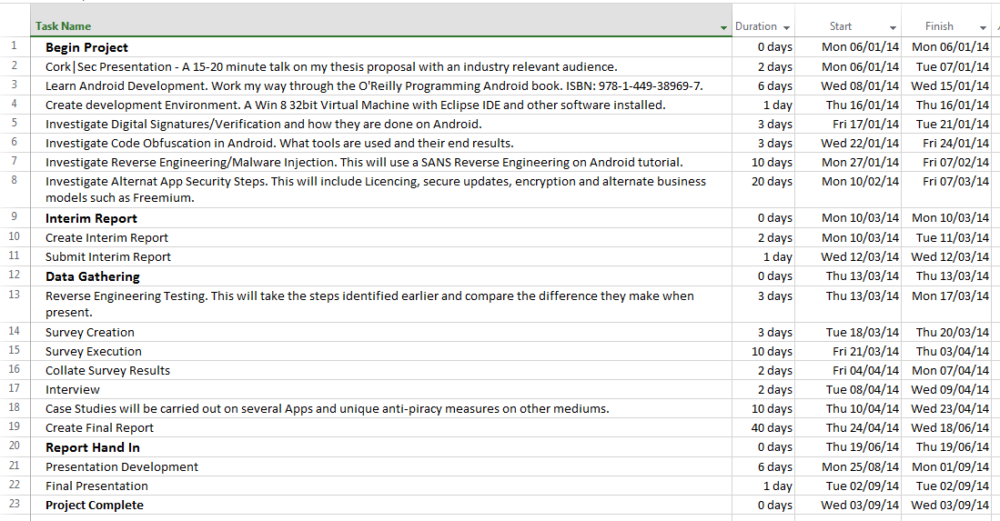 Task Name Duration Start Finish
1 Begin Project 0 days Mon 06/01/14 Mon 06/01/14
2 Cork|Sec Presentation - A 15-20 minute talk on my thesis proposal with an industry relevant audience. 2 days Mon 06/01/14 Tue 07/01/14
3 Learn Android Development. Work my way through the O'Reilly Programming Android book. ISBN: 978-1-449-38969-7. 6 days Wed 08/01/14 Wed 15/01/14
4 Create development Environment. A Win 8 32bit Virtual Machine with Eclipse IDE and other software installed. 1 day Thu 16/01/14 Thu 16/01/14
5 Investigate Digital Signatures/Verification and how they are done on Android. 3 days Fri 17/01/14 Tue 21/01/14
6 Investigate Code Obfuscation in Android. What tools are used and their end results. 3 days Wed 22/01/14 Fri 24/01/14
7 Investigate Reverse Engineering/Malware Injection. This will use a SANS Reverse Engineering on Android tutorial. 10 days Mon 27/01/14 Fri 07/02/14
8 Investigate Alternat App Security Steps. This will include Licencing, secure updates, encryption and alternate business 20 days Mon 10/02/14 Fri 07/03/14
models such as Freemium.
9 Interim Report 0 days Mon 10/03/14 Mon 10/03/14
10 Create Interim Report 2 days Mon 10/03/14 Tue 11/03/14
11 Submit Interim Report 1 day Wed 12/03/14 Wed 12/03/14
12 Data Gathering 0 days Thu 13/03/14 Thu 13/03/14
13 Reverse Engineering Testing. This will take the steps identified earlier and compare the difference they make when 3 days Thu 13/03/14 Mon 17/03/14
present.
14 Survey Creation 3 days Tue 18/03/14 Thu 20/03/14
15 Survey Execution 10 days Fri 21/03/14 Thu 03/04/14
16 Collate Survey Results 2 days Fri 04/04/14 Mon 07/04/14
17 Interview 2 days Tue 08/04/14 Wed 09/04/14
18 Case Studies will be carried out on several Apps and unique anti-piracy measures on other mediums. 10 days Thu 10/04/14 Wed 23/04/14
19 Create Final Report 40 days Thu 24/04/14 Wed 18/06/14
20 Report Hand In 0 days Thu 19/06/14 Thu 19/06/14
21 Presentation Development 6 days Mon 25/08/14 Mon 01/09/14
22 Final Presentation 1 day Tue 02/09/14 Tue 02/09/14
23 Project Complete 0 days Wed 03/09/14 Wed 03/09/14